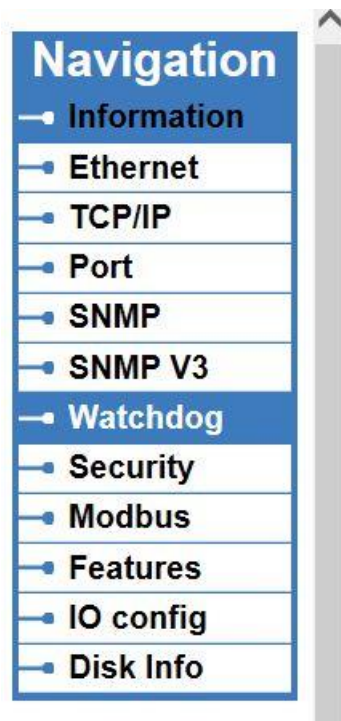 Navigation
Information
Ethernet
TCP/IP
Port
SNMP
SNMP V3
Watchdog
Security
Modbus
Features
IO config
Disk Info